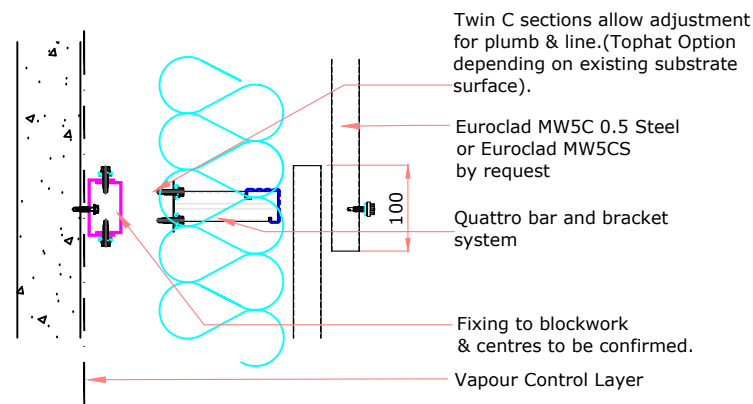 Twin C sections allow adjustment
for plumb & line.(Tophat Option
depending on existing substrate
surface).
Euroclad MW5C 0.5 Steel
or Euroclad MW5CS
by request
100
Quattro bar and bracket
system
Fixing to blockwork
& centres to be confirmed.
Vapour Control Layer